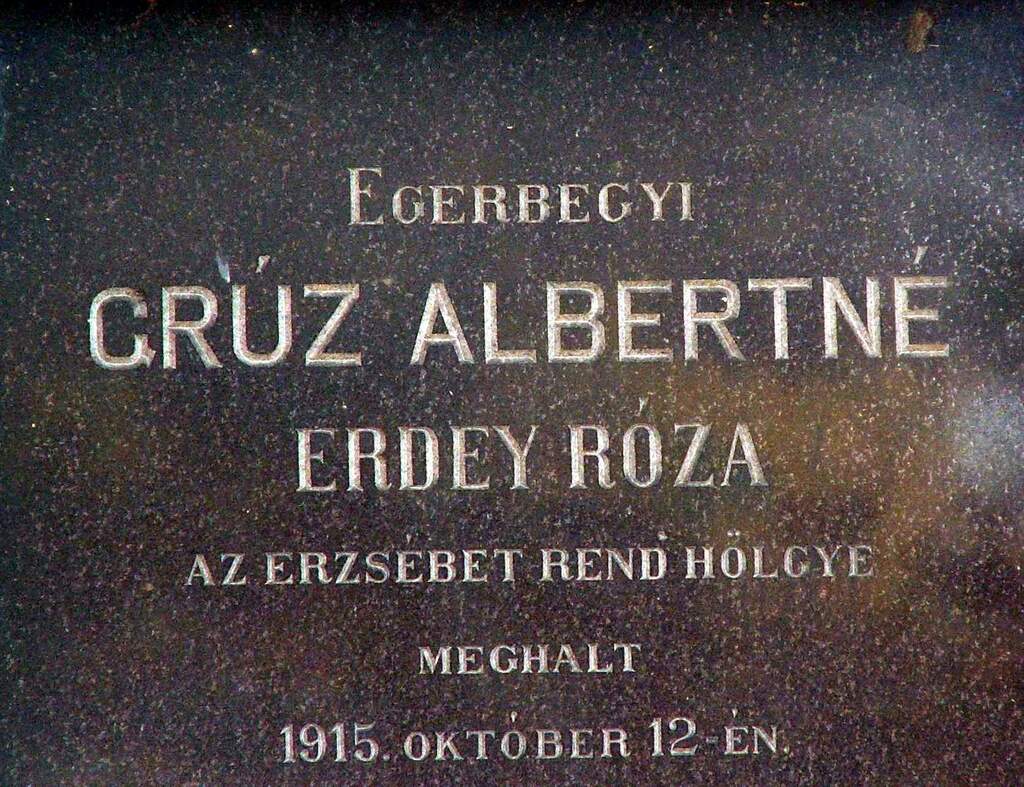 EGERBEGYI
GRÚZ ALBERTNÉ
ERDEY RÓZA
AZ ERZSÉBET REND HÖLGYE
MEGHALT
1915. OKTÓBER 12-ÉN.